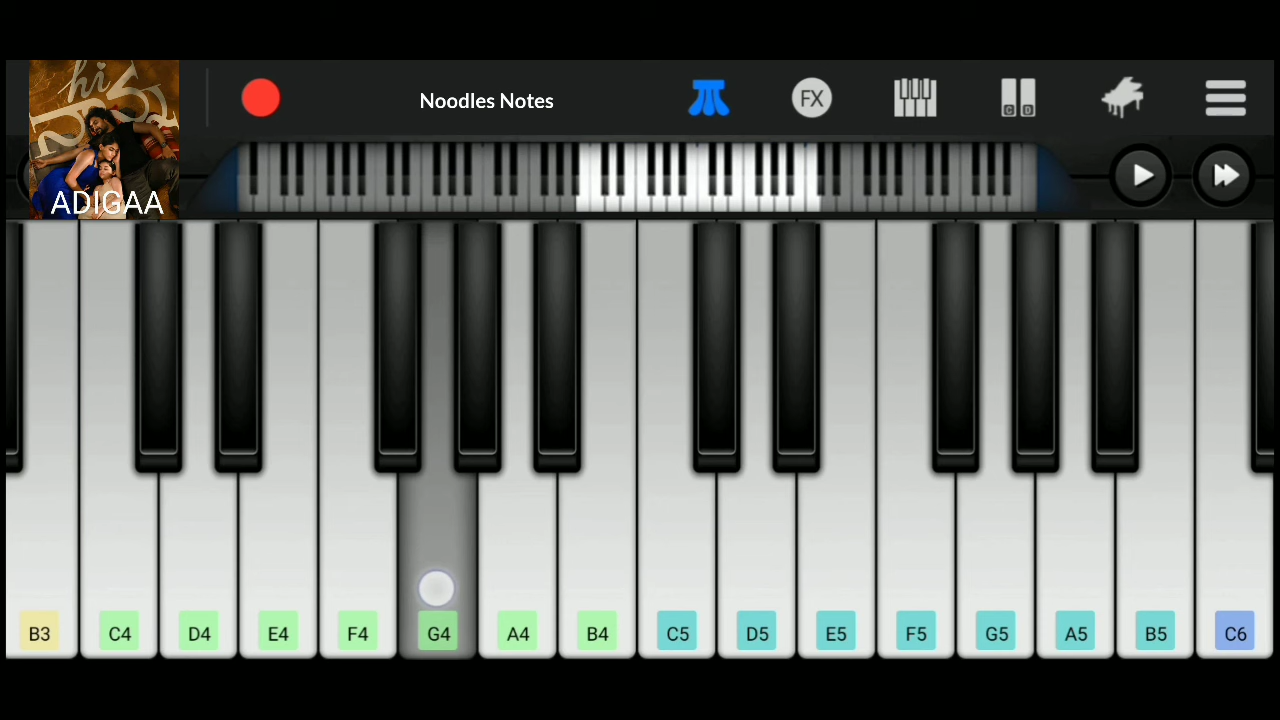 hi
ADIGAA
Noodles Notes
FX
C D
B3 C4 D4 E4 F4 G4 A4 B4 C5 D5 E5 F5 G5 A5 B5 C6